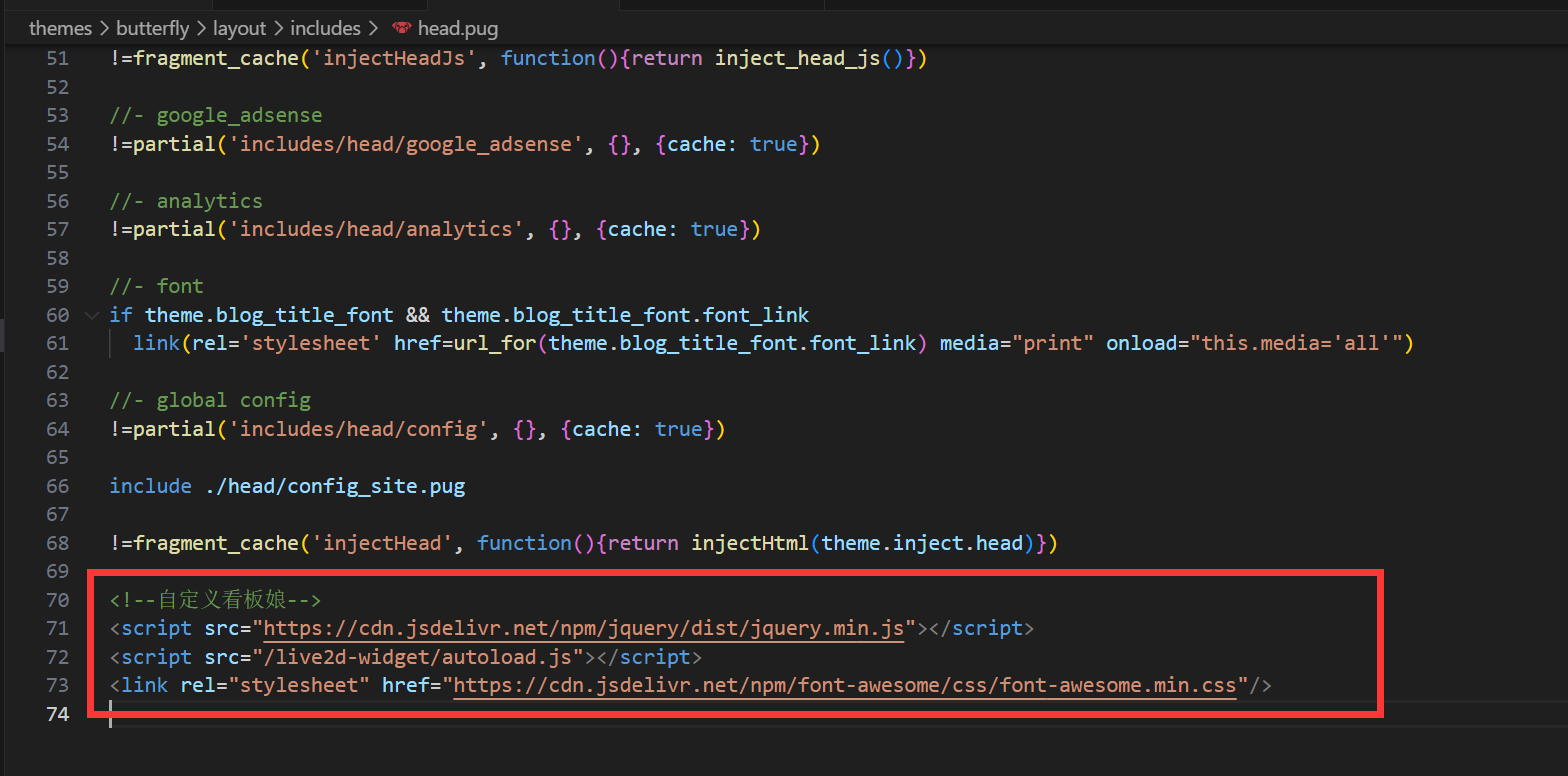 themes > butterfly > layout > includes > head.pug
51 !=fragment_cache('injectHeadJs', function(){return inject_head_js()})
52
53 //- google_adsense
54 !=partial('includes/head/google_adsense', {}, {cache: true})
55
56 //- analytics
57 !=partial('includes/head/analytics', {}, {cache: true})
58
59 //- font
60 if theme.blog_title_font && theme.blog_title_font.font_link
61   link(rel='stylesheet' href=url_for(theme.blog_title_font.font_link) media="print" onload="this.media='all'")
62
63 //- global config
64 !=partial('includes/head/config', {}, {cache: true})
65
66 include ./head/config_site.pug
67
68 !=fragment_cache('injectHead', function(){return injectHtml(theme.inject.head)})
69
70 <!--自定义看板娘-->
71 <script src="https://cdn.jsdelivr.net/npm/jquery/dist/jquery.min.js"></script>
72 <script src="/live2d-widget/autoload.js"></script>
73 <link rel="stylesheet" href="https://cdn.jsdelivr.net/npm/font-awesome/css/font-awesome.min.css"/>
74